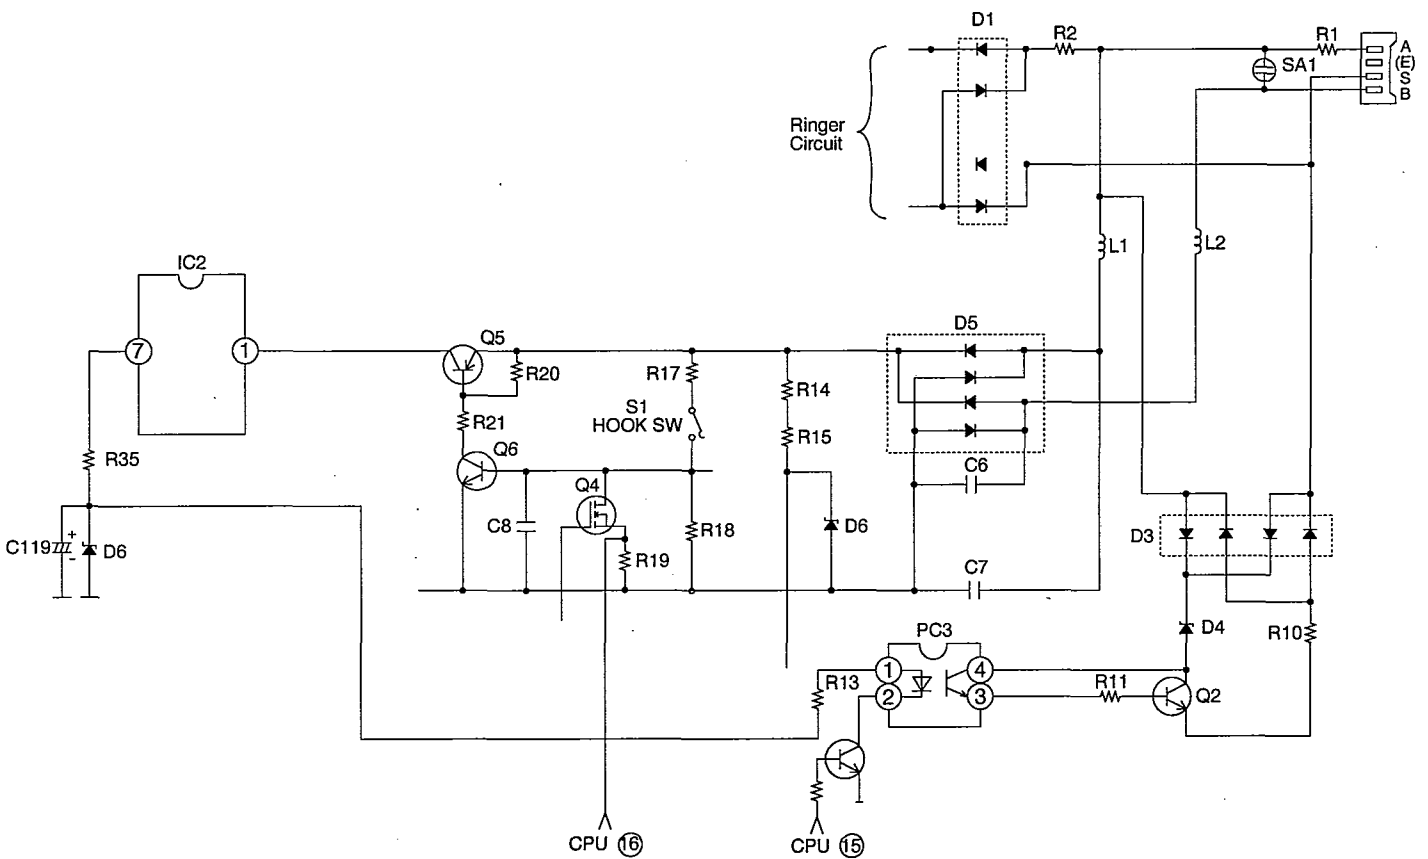 D1
R2
R1
A
(E)
S
B
SA1
Ringer
Circuit
L1
L2
IC2
7
1
Q5
R20
R17
R14
D5
S1
HOOK SW
R21
R15
R35
Q6
C6
Q4
C8
R18
D6
C119
+
-
D6
R19
D3
C7
PC3
D4
R10
1
4
R13
R11
2
3
Q2
CPU 16
CPU 15